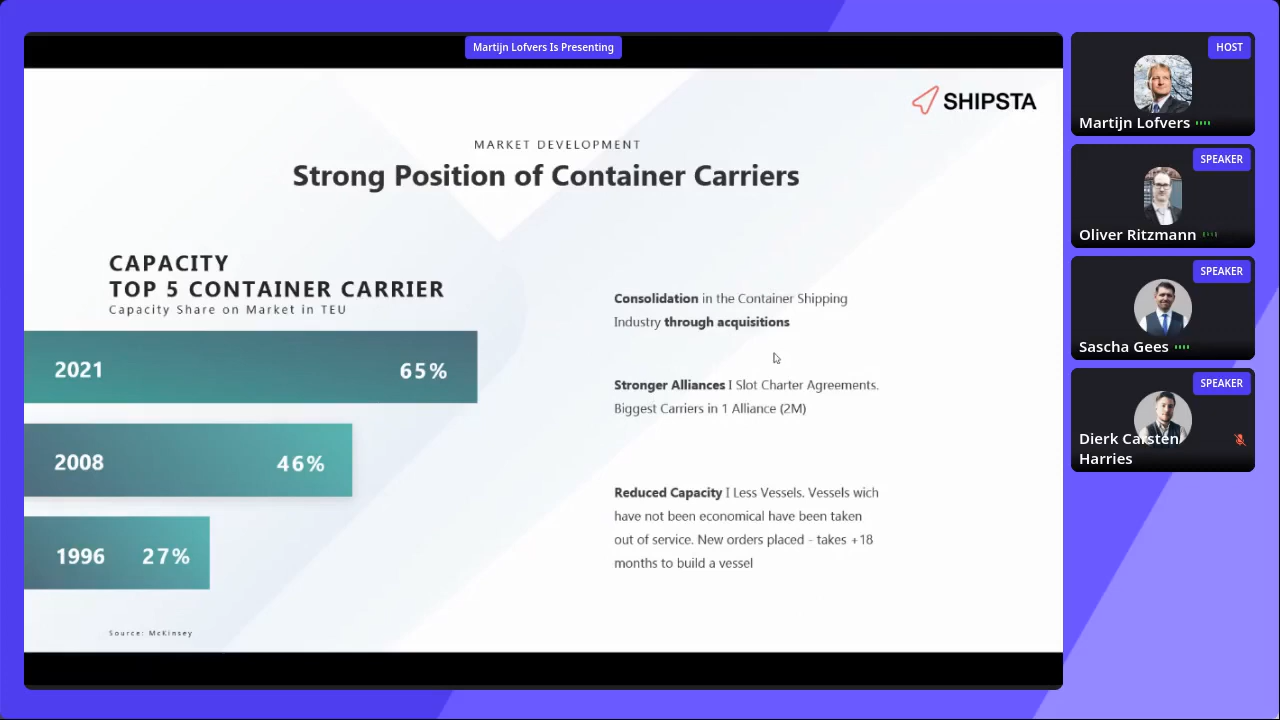 Martijn Lofvers Is Presenting
SHIPSTA
MARKET DEVELOPMENT
Strong Position of Container Carriers
CAPACITY
TOP 5 CONTAINER CARRIER
Capacity Share on Market in TEU
2021 65%
2008 46%
1996 27%
Source: McKinsey
Consolidation in the Container Shipping
Industry through acquisitions
Stronger Alliances I Slot Charter Agreements.
Biggest Carriers in 1 Alliance (2M)
Reduced Capacity I Less Vessels. Vessels wich
have not been economical have been taken
out of service. New orders placed - takes +18
months to build a vessel
HOST
Martijn Lofvers
SPEAKER
Oliver Ritzmann
SPEAKER
Sascha Gees
SPEAKER
Dierk Carsten
Harries